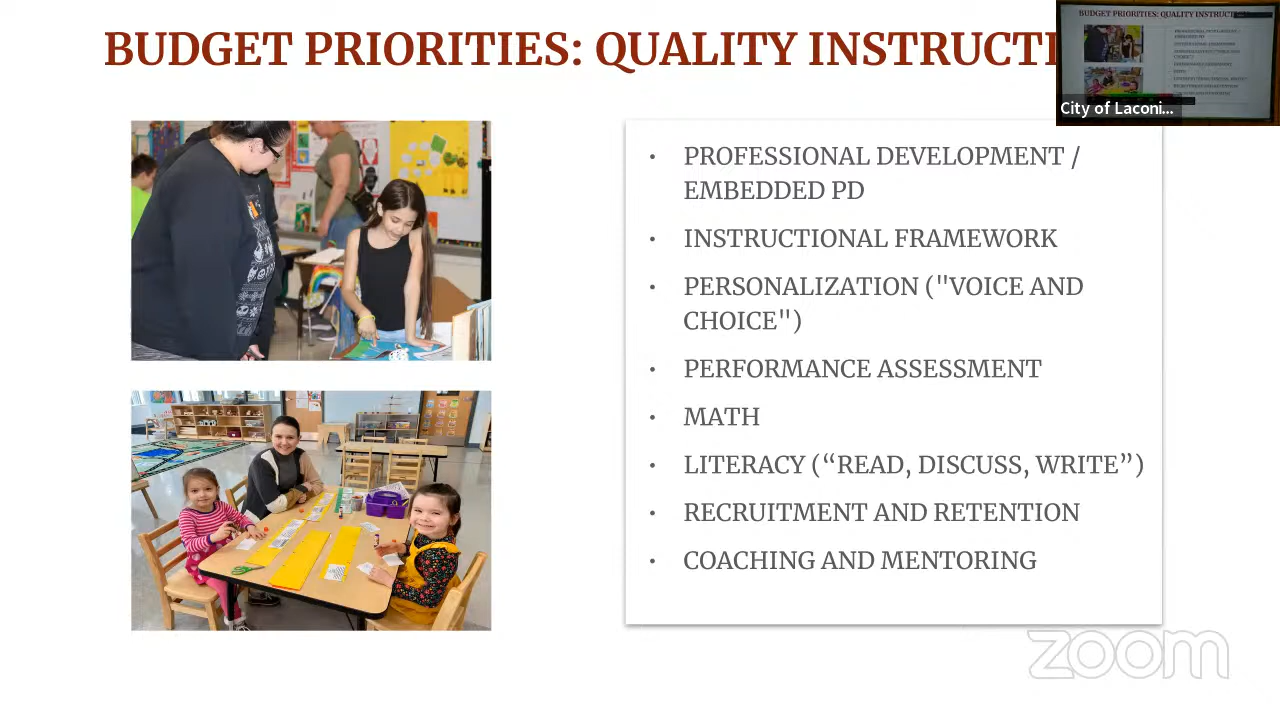 BUDGET PRIORITIES: QUALITY INSTRUCTI
City of Laconi...
• PROFESSIONAL DEVELOPMENT /
EMBEDDED PD
• INSTRUCTIONAL FRAMEWORK
• PERSONALIZATION ("VOICE AND
CHOICE")
• PERFORMANCE ASSESSMENT
• MATH
• LITERACY (“READ, DISCUSS, WRITE”)
• RECRUITMENT AND RETENTION
• COACHING AND MENTORING
zoom